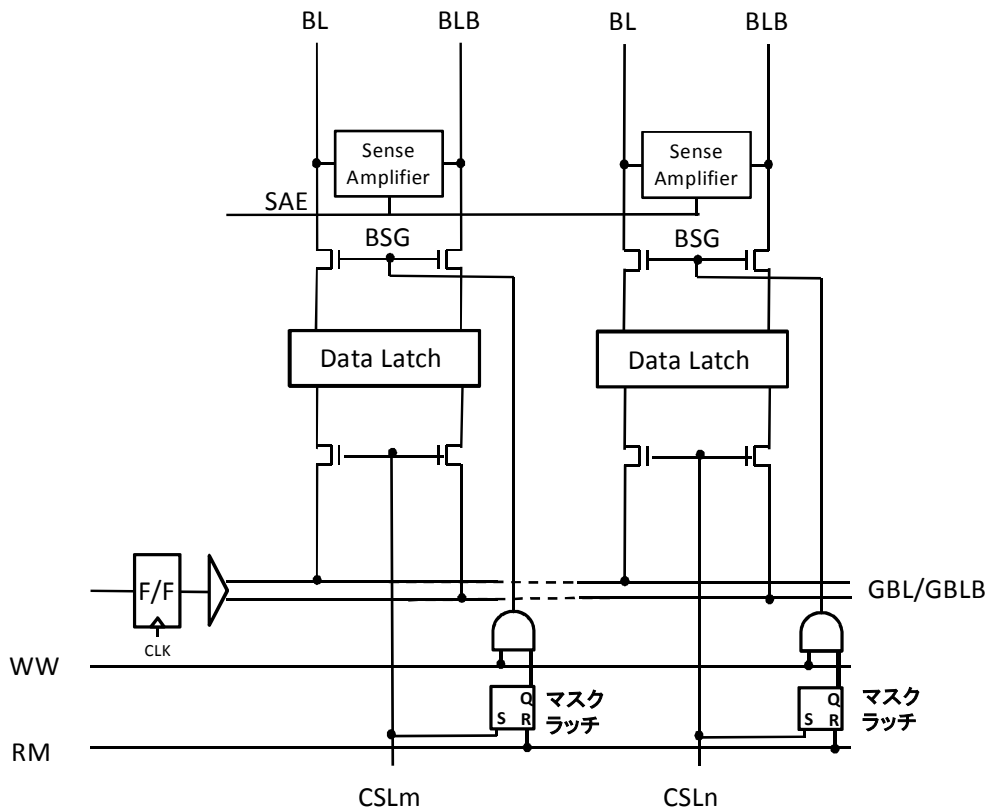 BL BLB BL BLB
Sense
Amplifier
Sense
Amplifier
SAE
BSG BSG
Data Latch Data Latch
F/F
CLK
GBL/GBLB
WW
Q
S R
マスク
ラッチ
Q
S R
マスク
ラッチ
RM
CSLm CSLn